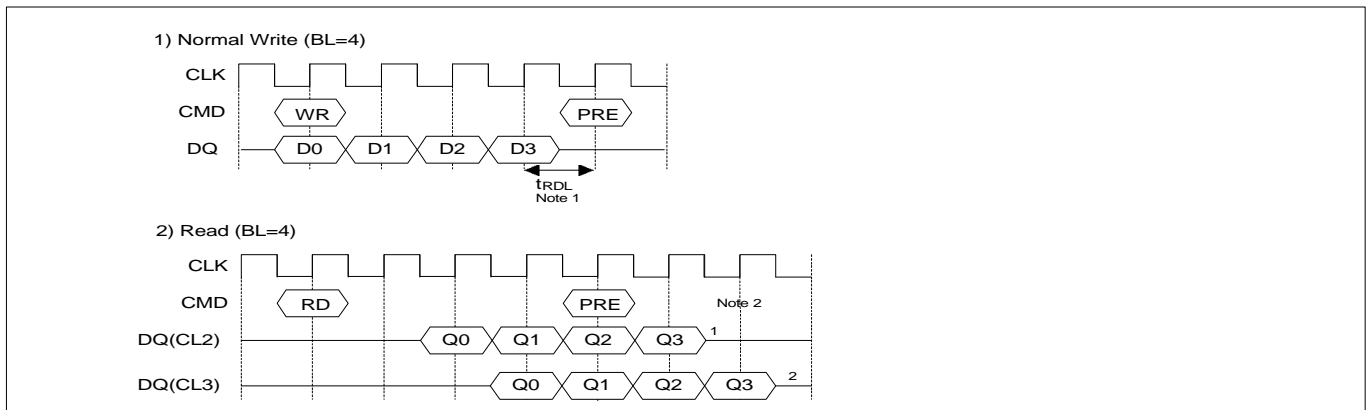 1) Normal Write (BL=4)
CLK
CMD WR PRE
DQ D0 D1 D2 D3
tRDL
Note 1
2) Read (BL=4)
CLK
CMD RD PRE Note 2
DQ(CL2) Q0 Q1 Q2 Q3 1
DQ(CL3) Q0 Q1 Q2 Q3 2